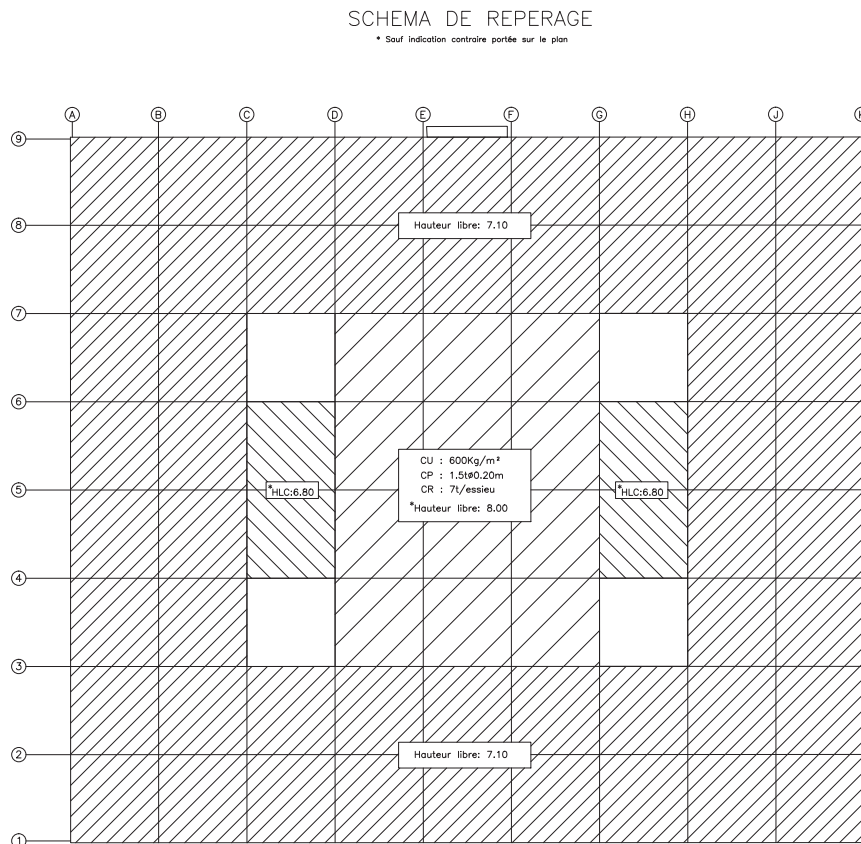 SCHEMA DE REPERAGE
* Sauf indication contraire portée sur le plan
A B C D E F G H J K
9
8
Hauteur libre: 7.10
7
6
CU : 600Kg/m²
CP : 1.5tø0.20m
5
*HLC:6.80
*HLC:6.80
CR : 7t/essieu
*Hauteur libre: 8.00
4
3
2
Hauteur libre: 7.10
1